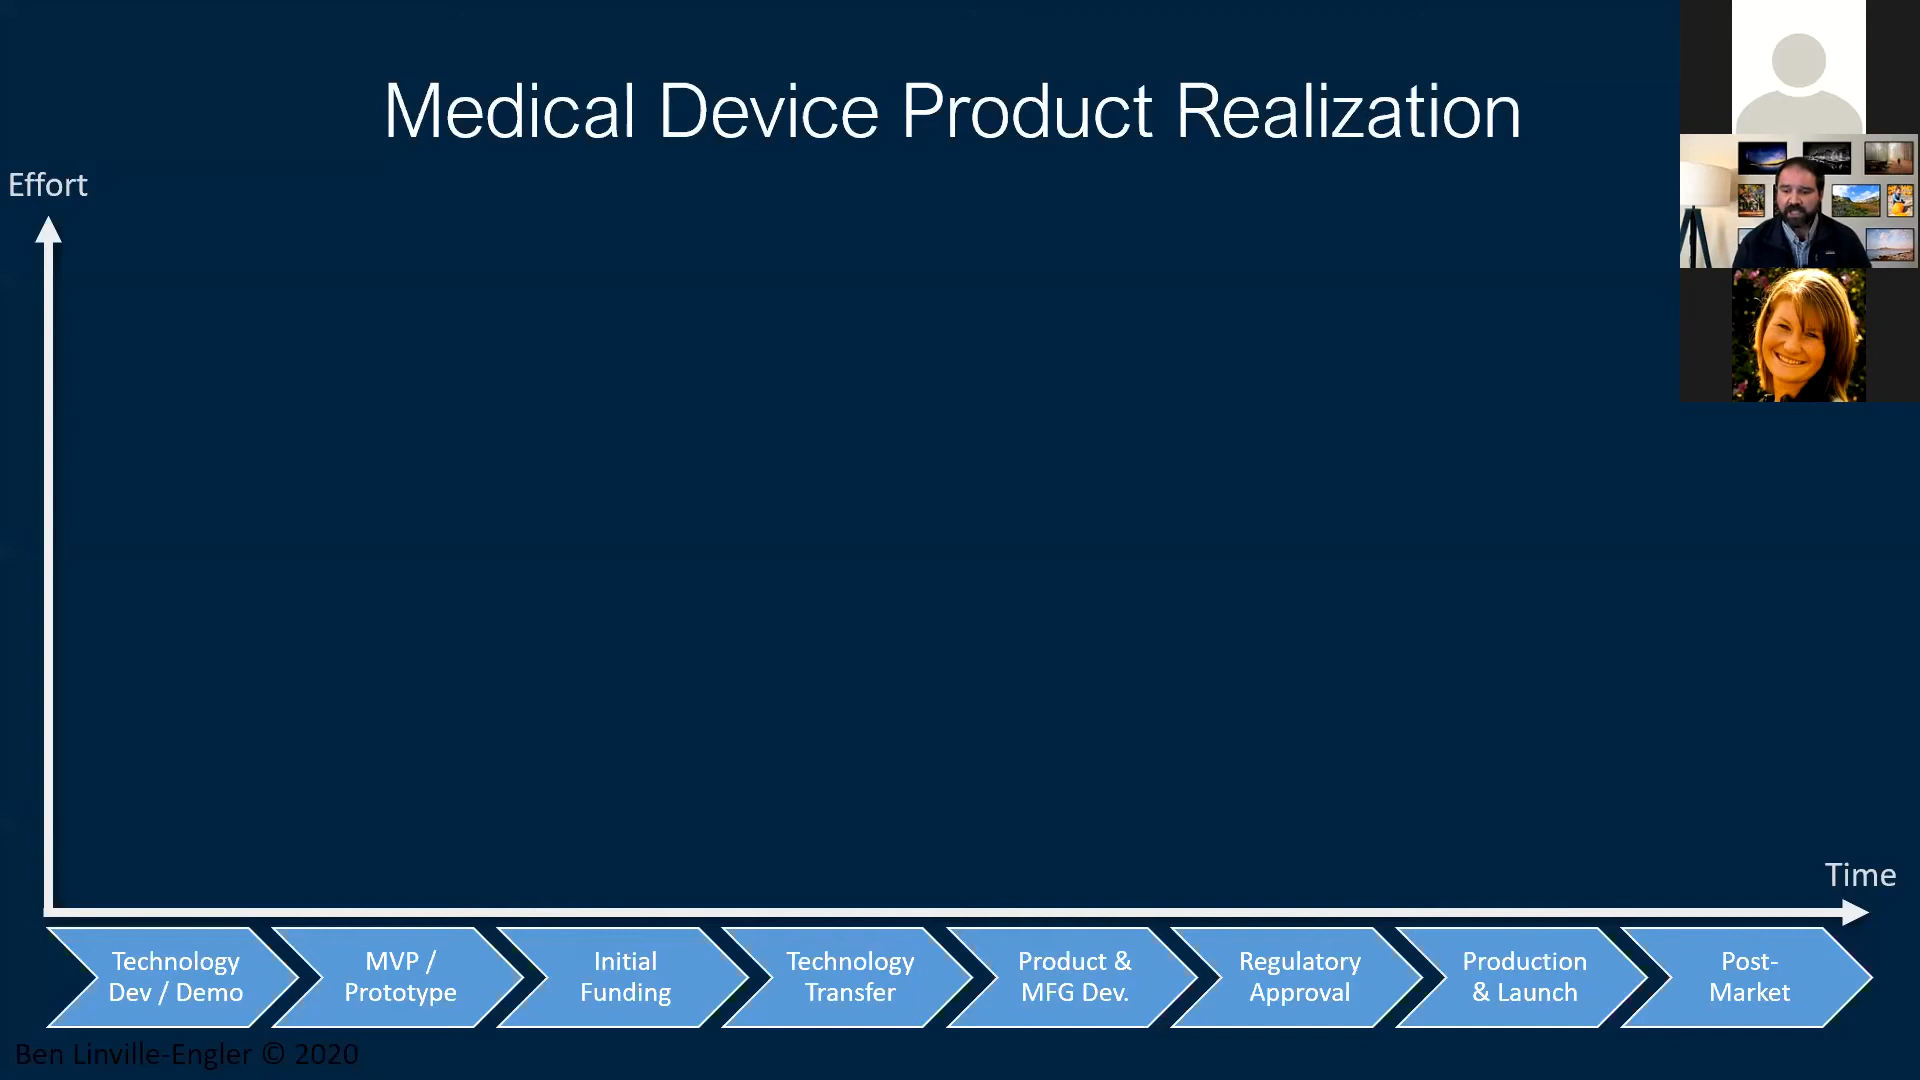 Medical Device Product Realization
Effort
Time
Technology
Dev / Demo
MVP /
Prototype
Initial
Funding
Technology
Transfer
Product &
MFG Dev.
Regulatory
Approval
Production
& Launch
Post-
Market
Ben Linville-Engler © 2020